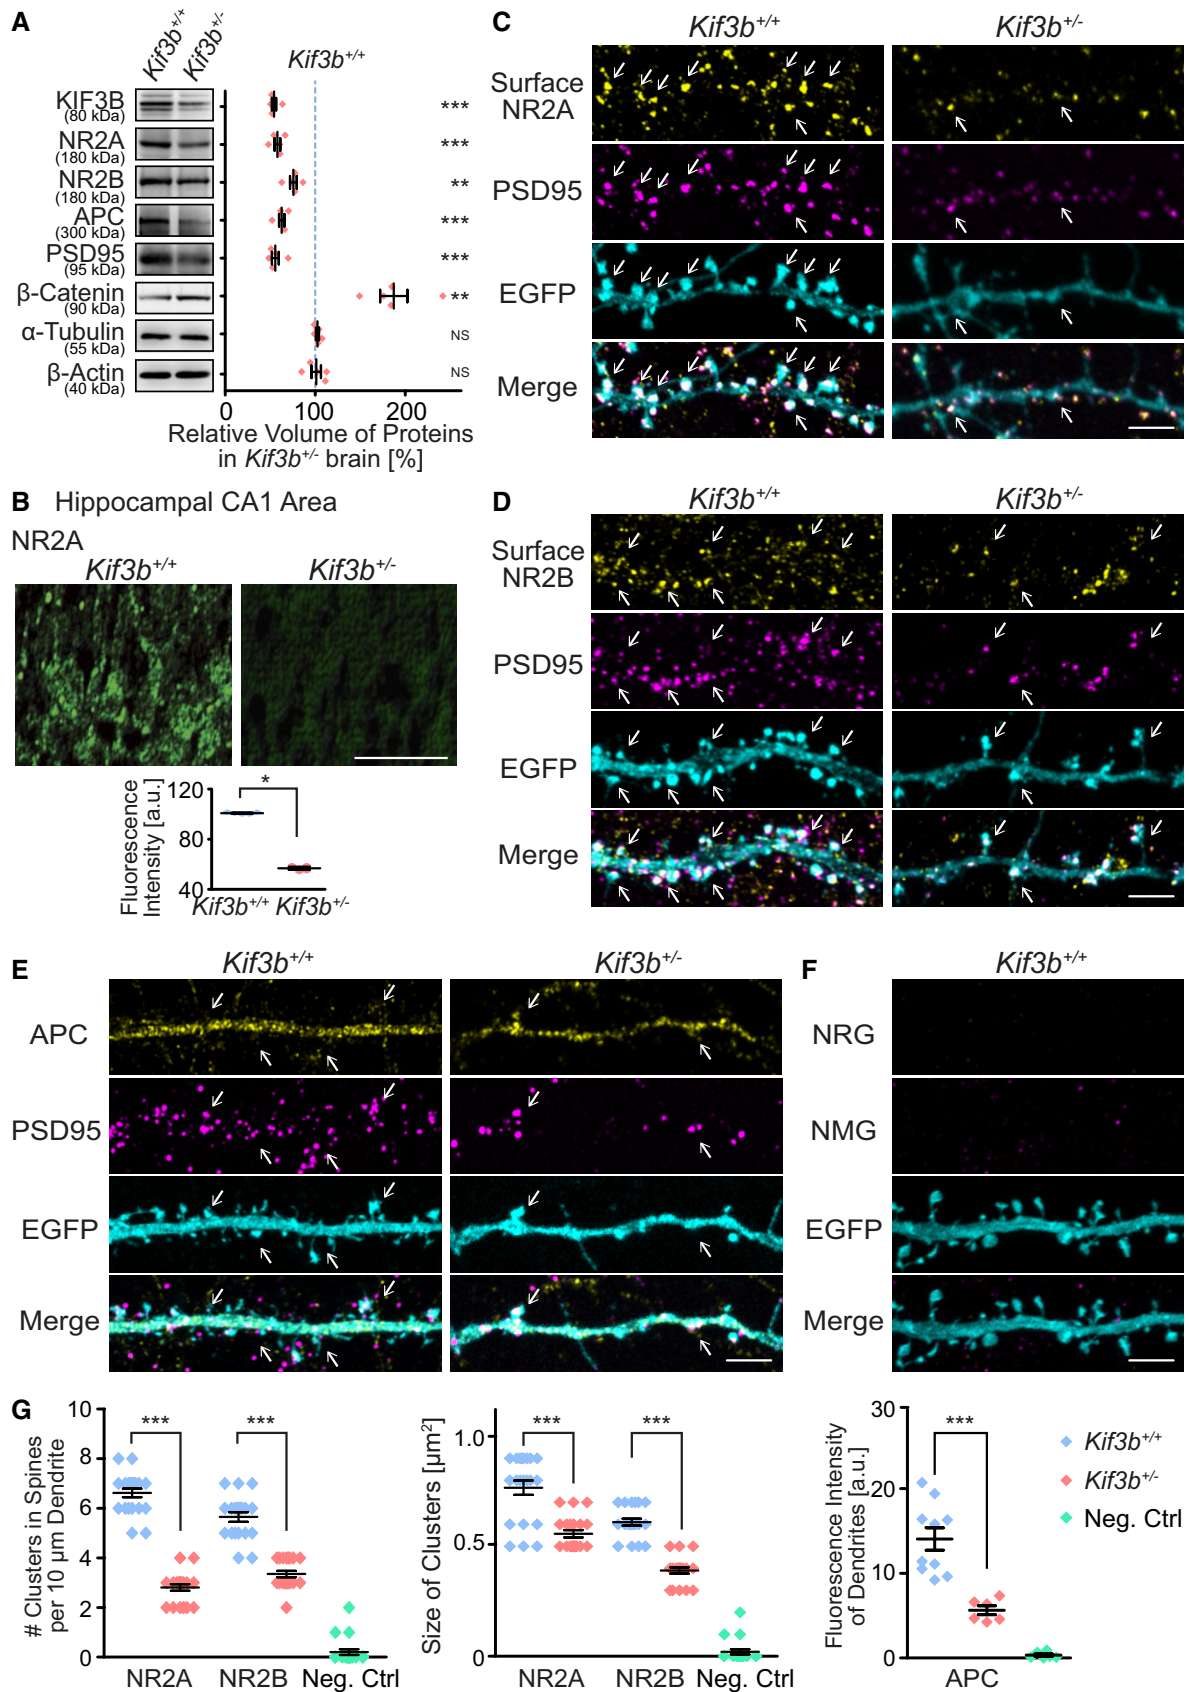 A
Kif3b+/+
Kif3b+/-
Kif3b+/+
KIF3B
(80 kDa)
***
NR2A
(180 kDa)
***
NR2B
(180 kDa)
**
APC
(300 kDa)
***
PSD95
(95 kDa)
***
β-Catenin
(90 kDa)
**
α-Tubulin
(55 kDa)
NS
β-Actin
(40 kDa)
NS
0 100 200
Relative Volume of Proteins
in Kif3b+/- brain [%]
B Hippocampal CA1 Area
NR2A
Kif3b+/+ Kif3b+/-
Fluorescence
Intensity [a.u.]
120
80
40
*
Kif3b+/+ Kif3b+/-
C
Kif3b+/+ Kif3b+/-
Surface
NR2A
PSD95
EGFP
Merge
D
Kif3b+/+ Kif3b+/-
Surface
NR2B
PSD95
EGFP
Merge
E
Kif3b+/+ Kif3b+/-
APC
PSD95
EGFP
Merge
F
Kif3b+/+
NRG
NMG
EGFP
Merge
G
# Clusters in Spines
per 10 µm Dendrite
10
8
6
4
2
0
*** ***
NR2A NR2B Neg. Ctrl
Size of Clusters [µm2]
1.0
0.5
0
*** ***
NR2A NR2B Neg. Ctrl
Fluorescence Intensity
of Dendrites [a.u.]
30
20
10
0
***
APC
Kif3b+/+
Kif3b+/-
Neg. Ctrl